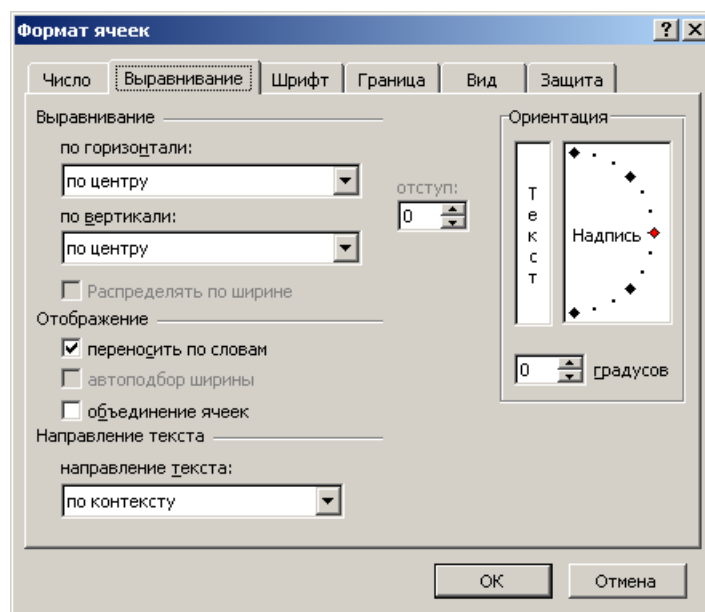 Формат ячеек
Число Выравнивание Шрифт Граница Вид Защита
Выравнивание
по горизонтали:
по центру
отступ:
0
по вертикали:
по центру
Распределять по ширине
Отображение
переносить по словам
автоподбор ширины
объединение ячеек
Направление текста
направление текста:
по контексту
Ориентация
Текст
Надпись
0 градусов
ОК Отмена